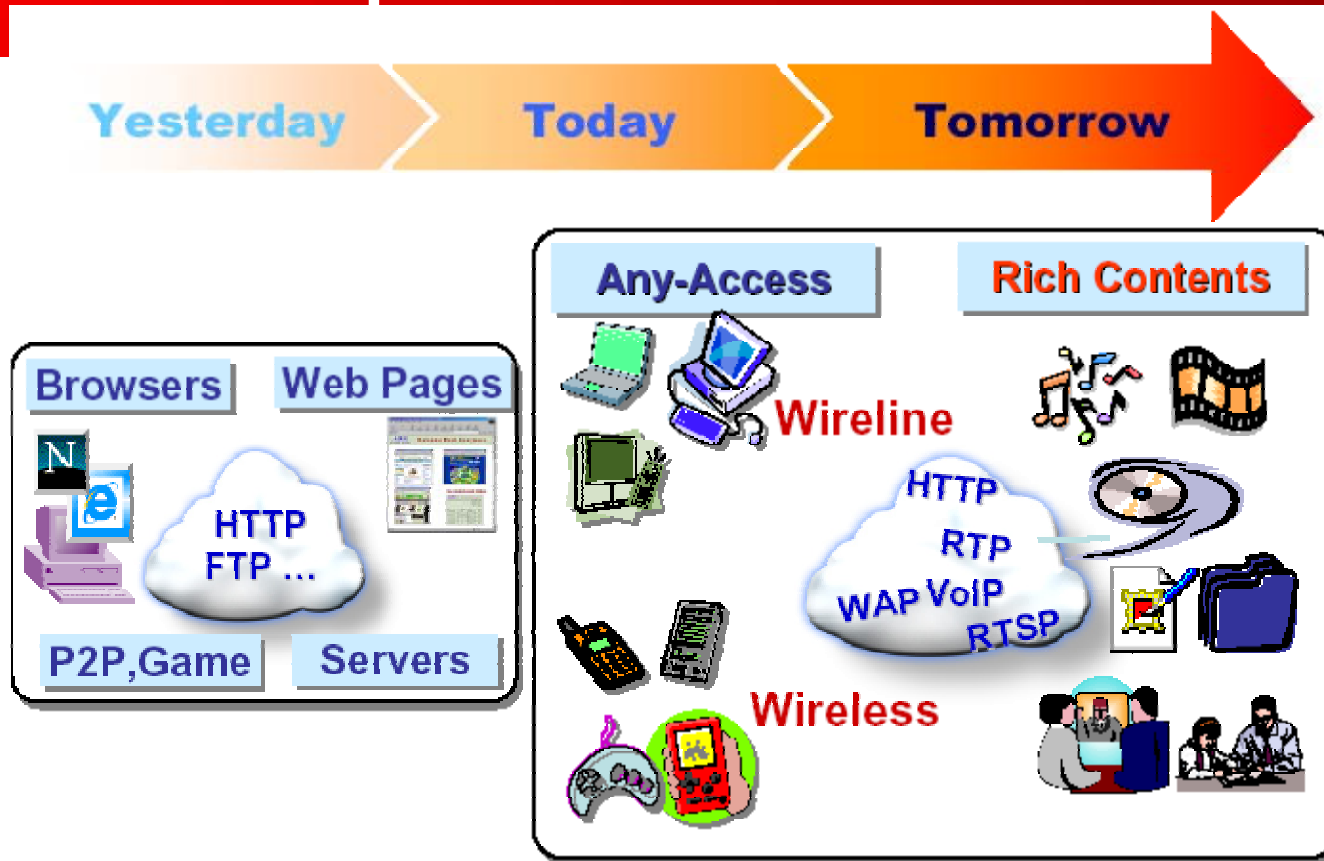 Yesterday
Today
Tomorrow
Browsers
Web Pages
N
e
HTTP
FTP ...
P2P,Game
Servers
Any-Access
Rich Contents
Wireline
HTTP
RTP
WAP
VoIP
RTSP
Wireless